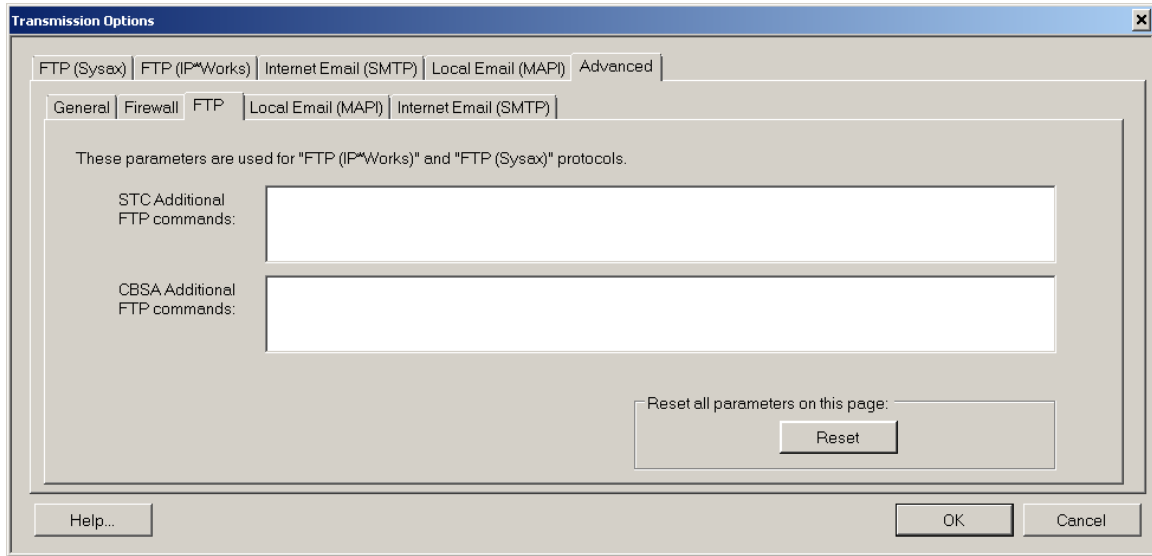 Transmission Options
FTP (Sysax) FTP (IP*Works) Internet Email (SMTP) Local Email (MAPI) Advanced
General Firewall FTP Local Email (MAPI) Internet Email (SMTP)
These parameters are used for "FTP (IP*Works)" and "FTP (Sysax)" protocols.
STC Additional
FTP commands:
CBSA Additional
FTP commands:
Reset all parameters on this page:
Reset
Help... OK Cancel